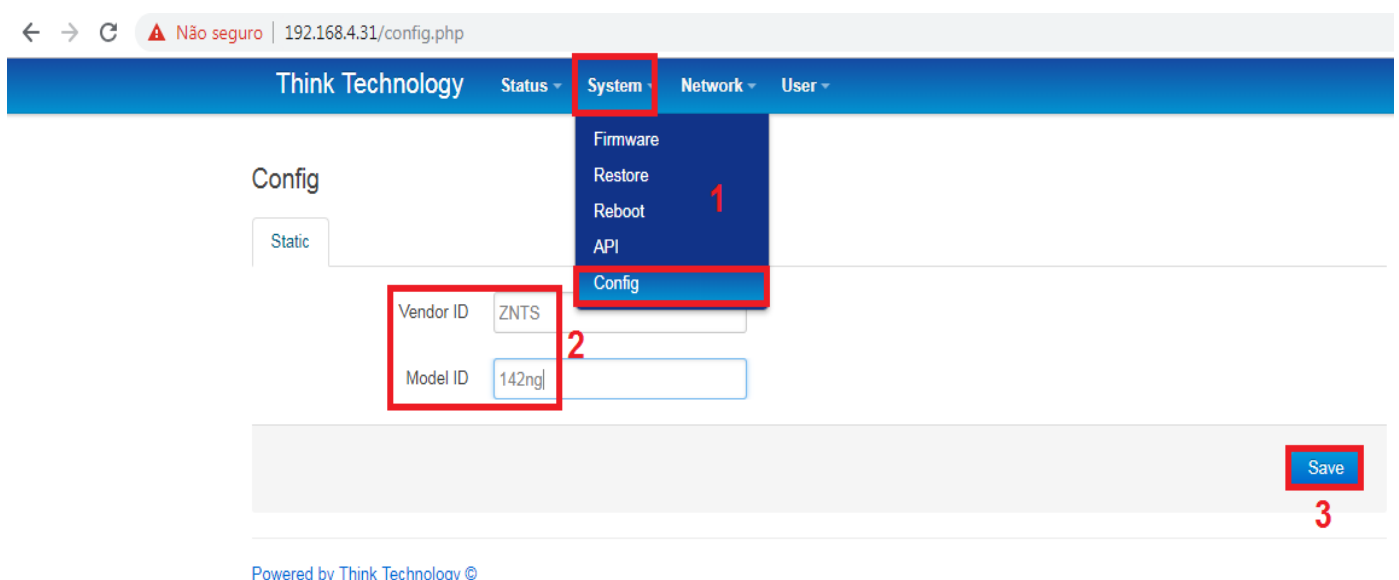 Não seguro | 192.168.4.31/config.php
Think Technology Status System Network User
Firmware
Restore
Reboot
1
API
Config
Config
Static
Vendor ID ZNTS
2
Model ID 142ng
Save
3
Powered by Think Technology ©